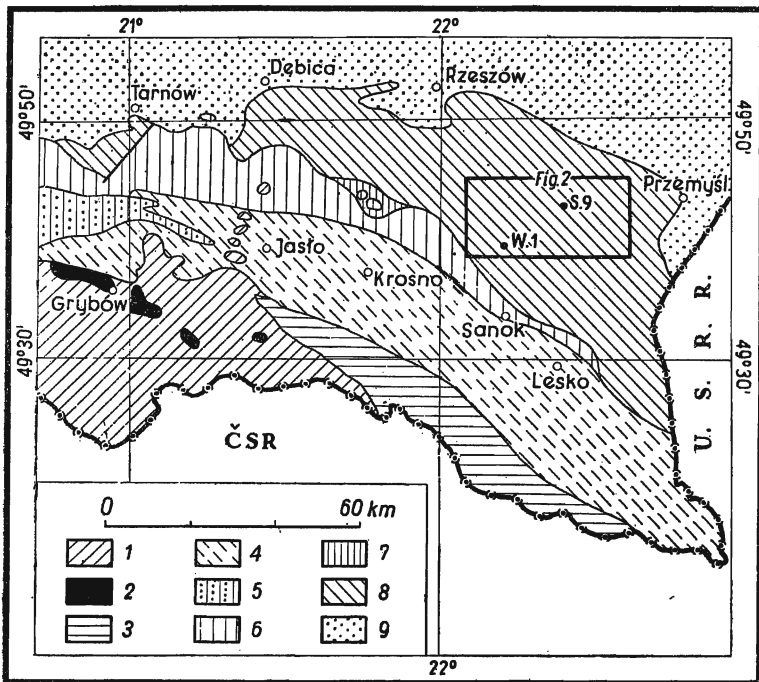 21° 22°
Dębica
Rzeszów
Tarnów
49°50' 49°50'
Fig.2
Przemyśl
S.9
W.1
Jasło
Krosno
Grybów
Sanok
49°30' 49°30'
Lesko
U. S. R. R.
ČSR
0 60 km
1 4 7
2 5 8
3 6 9
22°